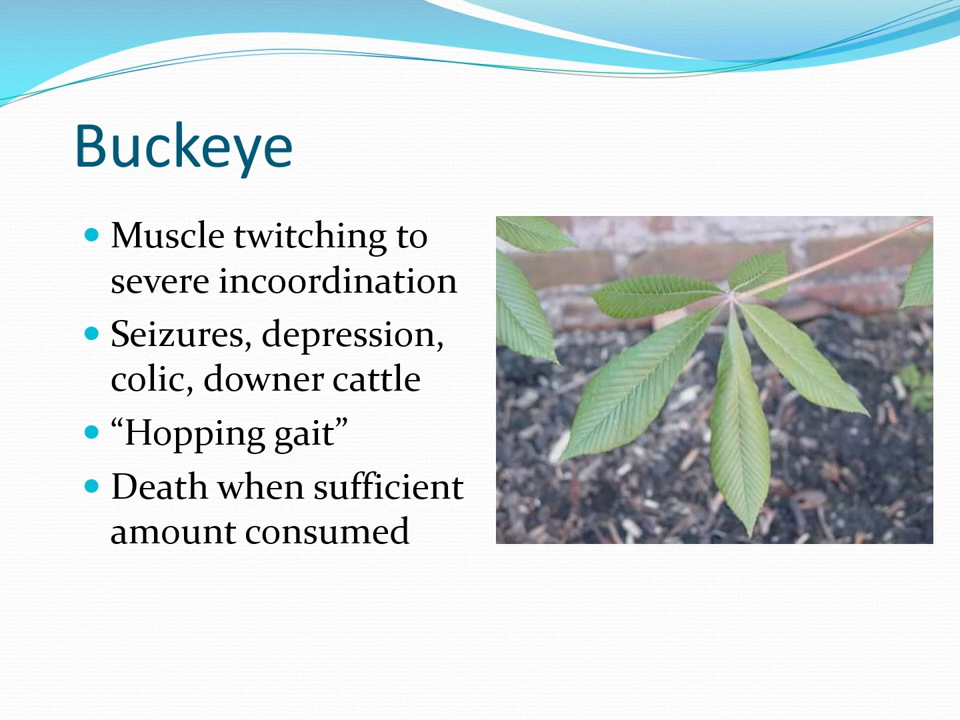 Buckeye
• Muscle twitching to
severe incoordination
• Seizures, depression,
colic, downer cattle
• “Hopping gait”
• Death when sufficient
amount consumed